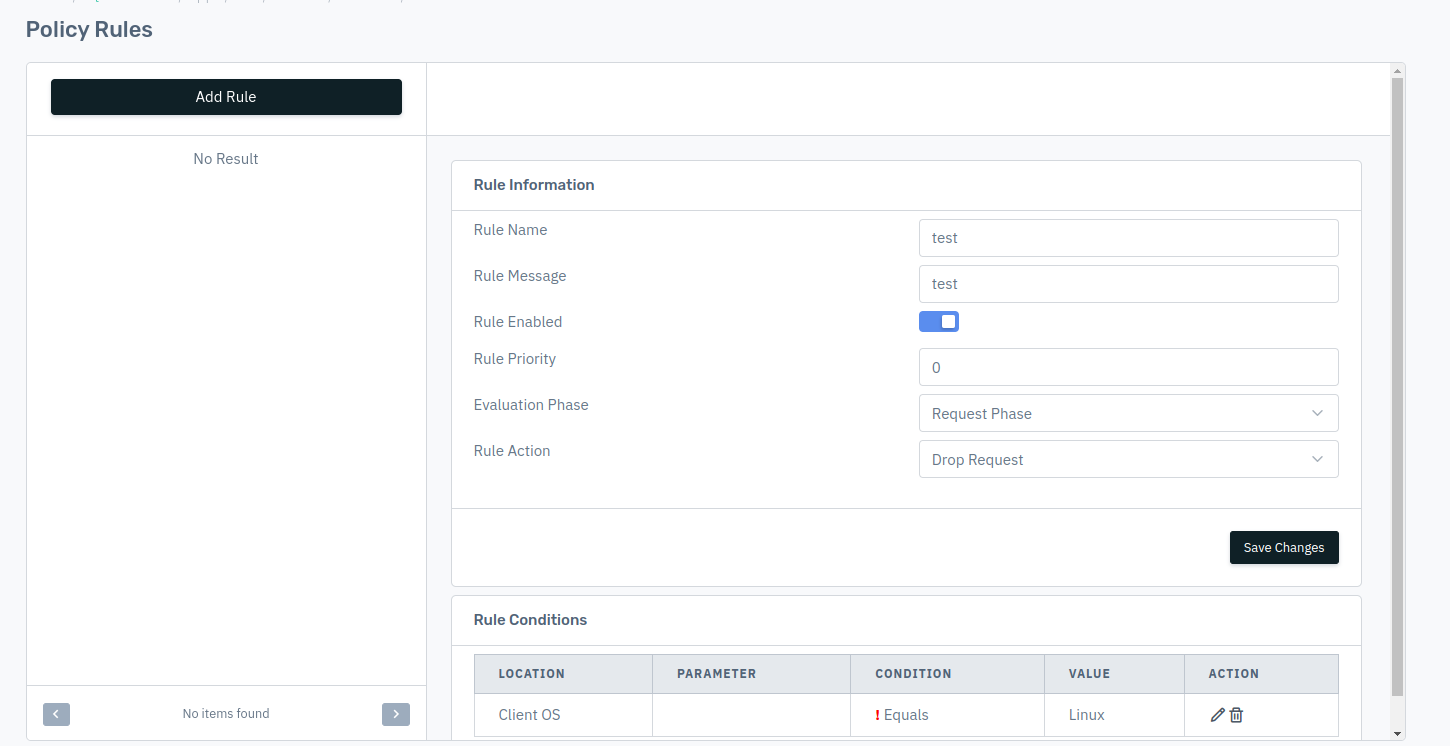 Policy Rules
Add Rule
No Result
No items found
Rule Information
Rule Name
test
Rule Message
test
Rule Enabled
Rule Priority
0
Evaluation Phase
Request Phase
Rule Action
Drop Request
Save Changes
Rule Conditions
LOCATION PARAMETER CONDITION VALUE ACTION
Client OS ! Equals Linux